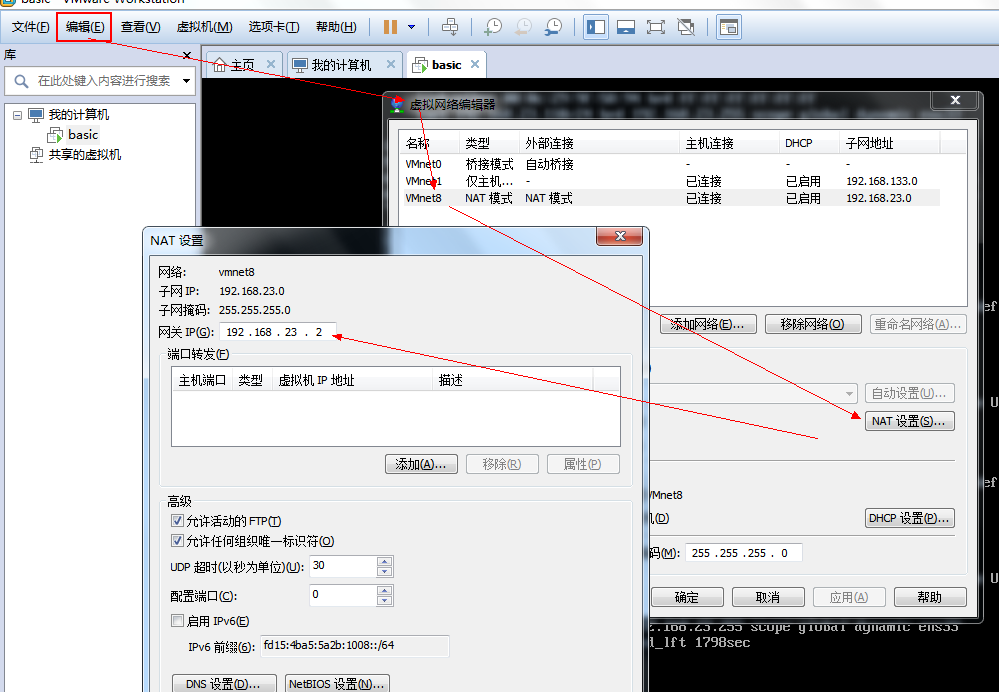 basic - VMware Workstation
文件(F) 编辑(E) 查看(V) 虚拟机(M) 选项卡(T) 帮助(H)
库
在此处键入内容进行搜索
我的计算机
basic
共享的虚拟机
主页 我的计算机 basic
虚拟网络编辑器
名称 类型 外部连接 主机连接 DHCP 子网地址
VMnet0 桥接模式 自动桥接 - - -
VMnet1 仅主机... - 已连接 已启用 192.168.133.0
VMnet8 NAT 模式 NAT 模式 已连接 已启用 192.168.23.0
添加网络(E)... 移除网络(O) 重命名网络(A)...
自动设置(U)...
NAT 设置(S)...
VMnet8
机(D)
DHCP 设置(P)...
码(M): 255 .255 .255 . 0
确定 取消 应用(A) 帮助
NAT 设置
网络: vmnet8
子网 IP: 192.168.23.0
子网掩码: 255.255.255.0
网关 IP(G): 192 .168 . 23 . 2
端口转发(F)
主机端口 类型 虚拟机 IP 地址 描述
添加(A)... 移除(R) 属性(P)
高级
允许活动的 FTP(T)
允许任何组织唯一标识符(O)
UDP 超时(以秒为单位)(U): 30
配置端口(C): 0
启用 IPv6(E)
IPv6 前缀(6): fd15:4ba5:5a2b:1008::/64
DNS 设置(D)... NetBIOS 设置(N)...
ef
U
ef
U
2.168.23.255 scope global dynamic ens33
d_lft 1798sec